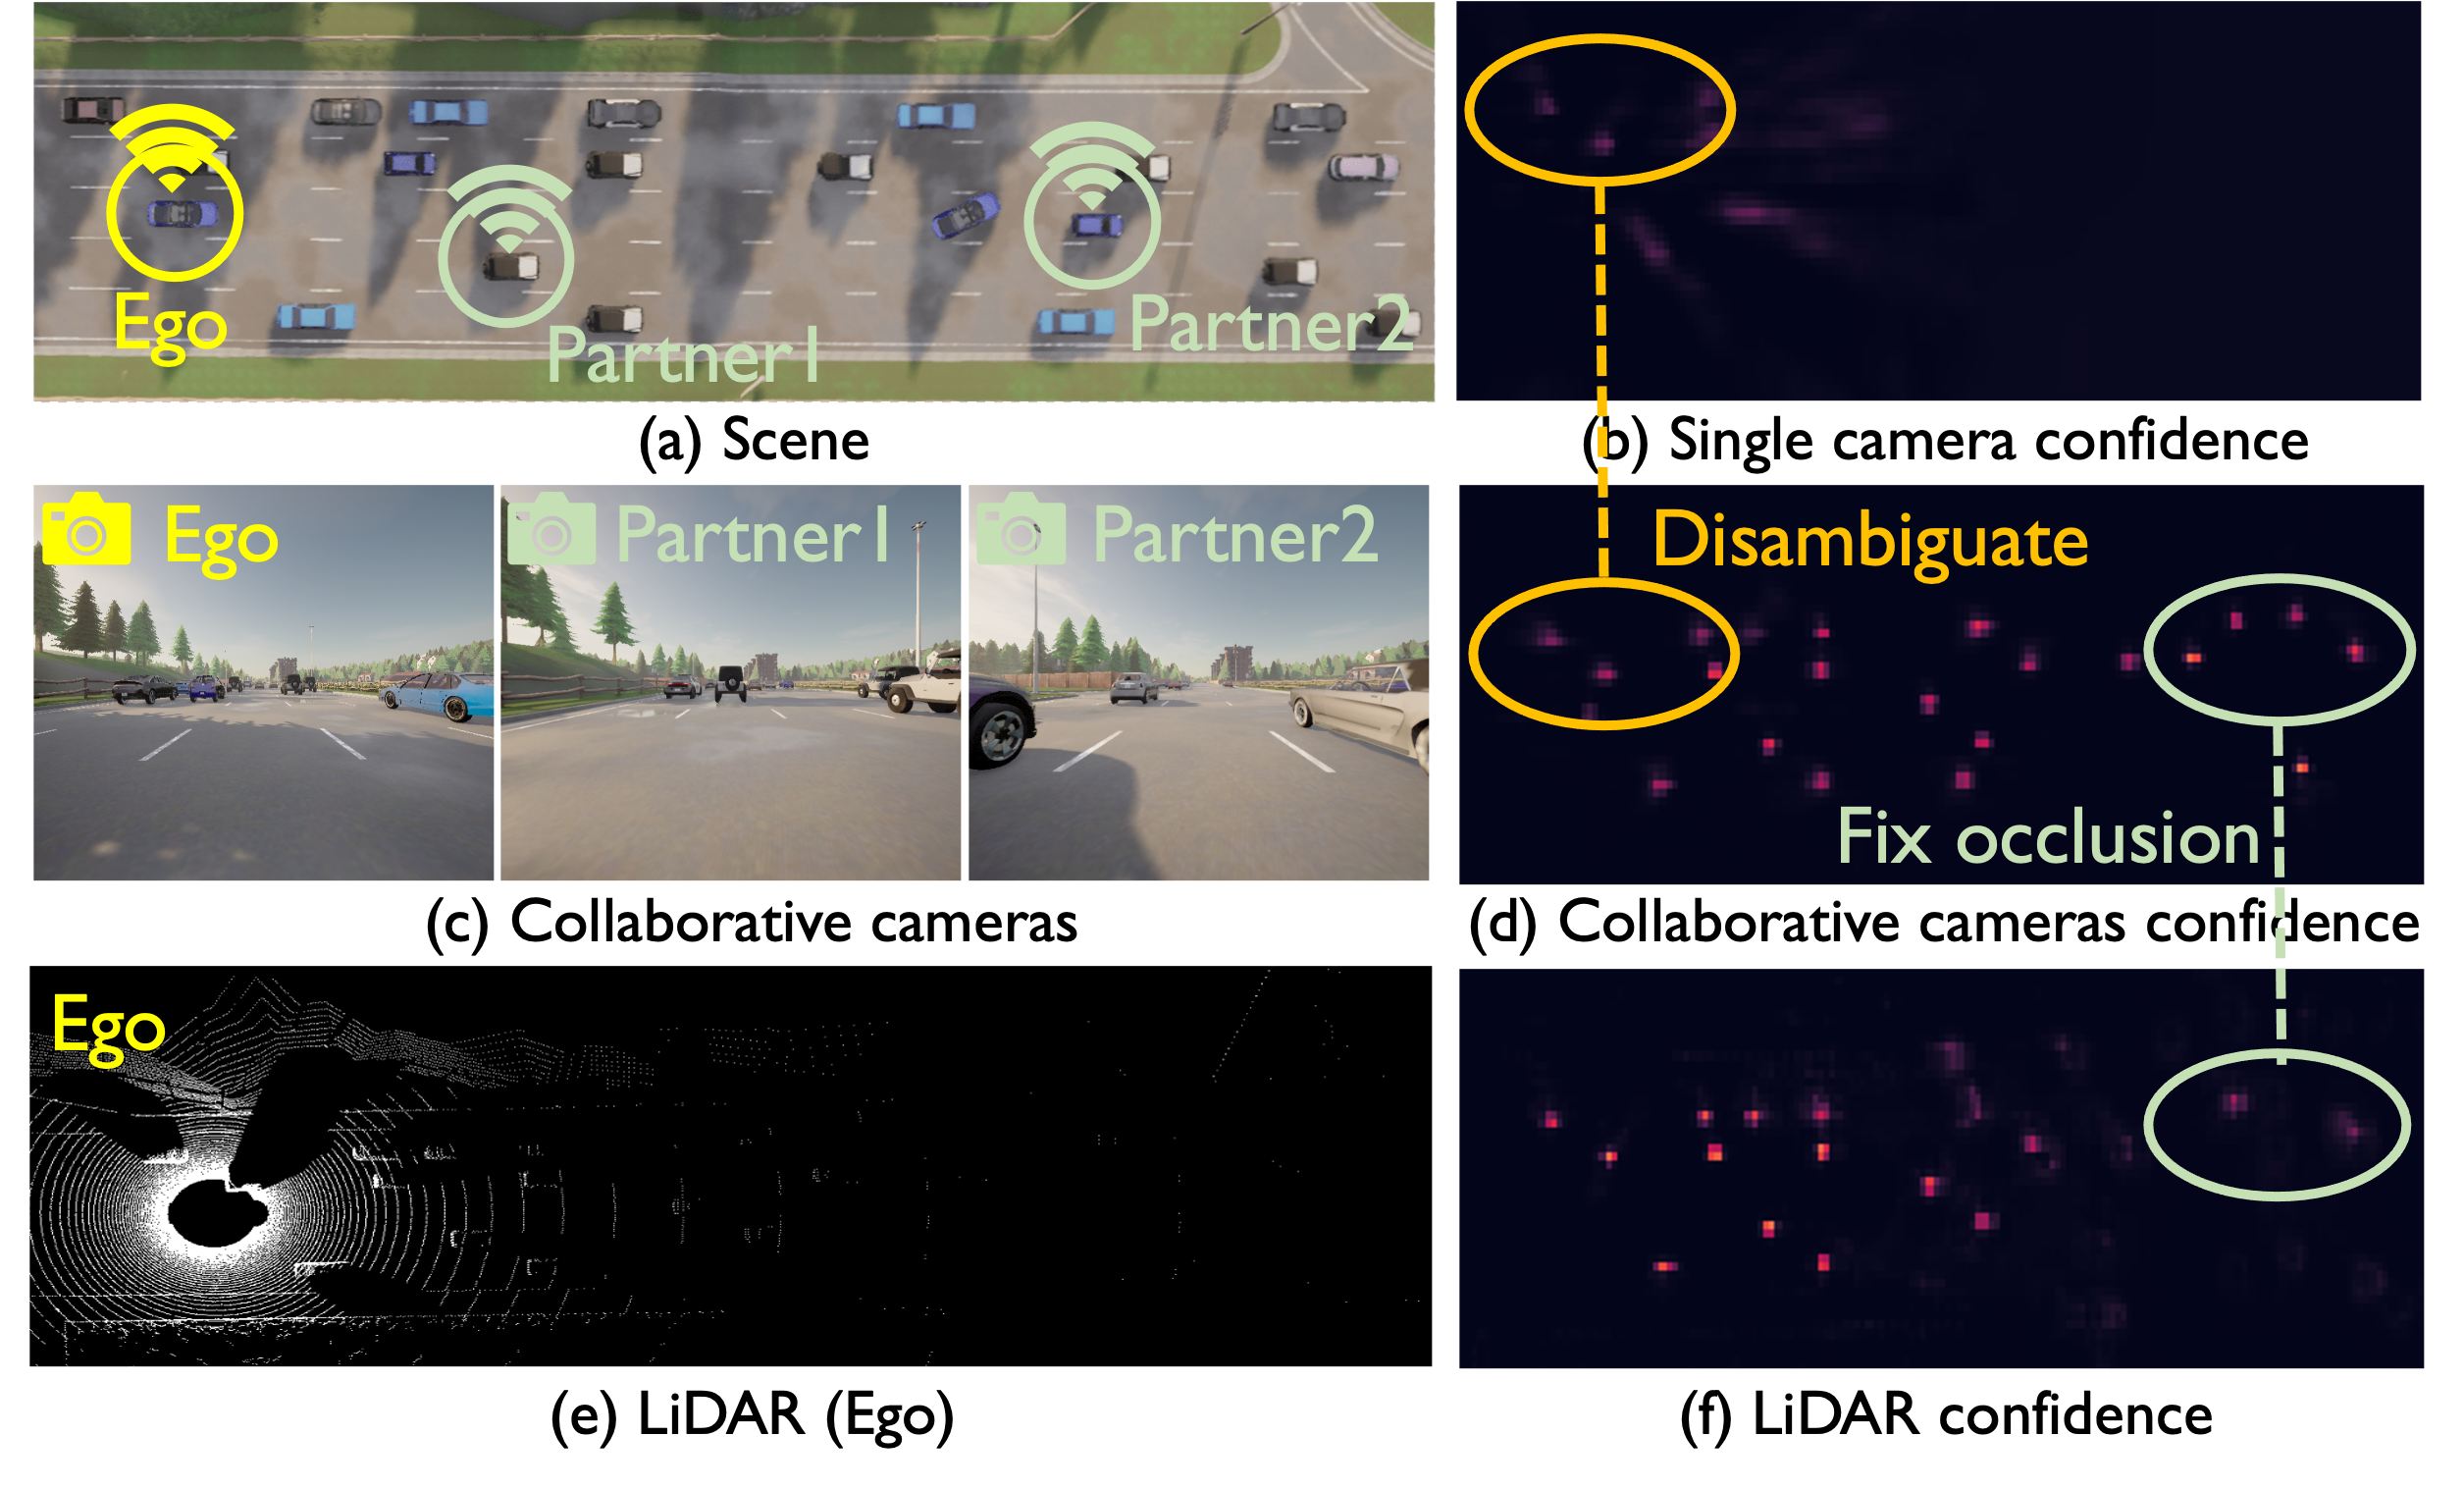 Ego
Partner1
Partner2
(a) Scene
(b) Single camera confidence
Ego
Partner1
Partner2
Disambiguate
Fix occlusion
(c) Collaborative cameras
(d) Collaborative cameras confidence
Ego
(e) LiDAR (Ego)
(f) LiDAR confidence